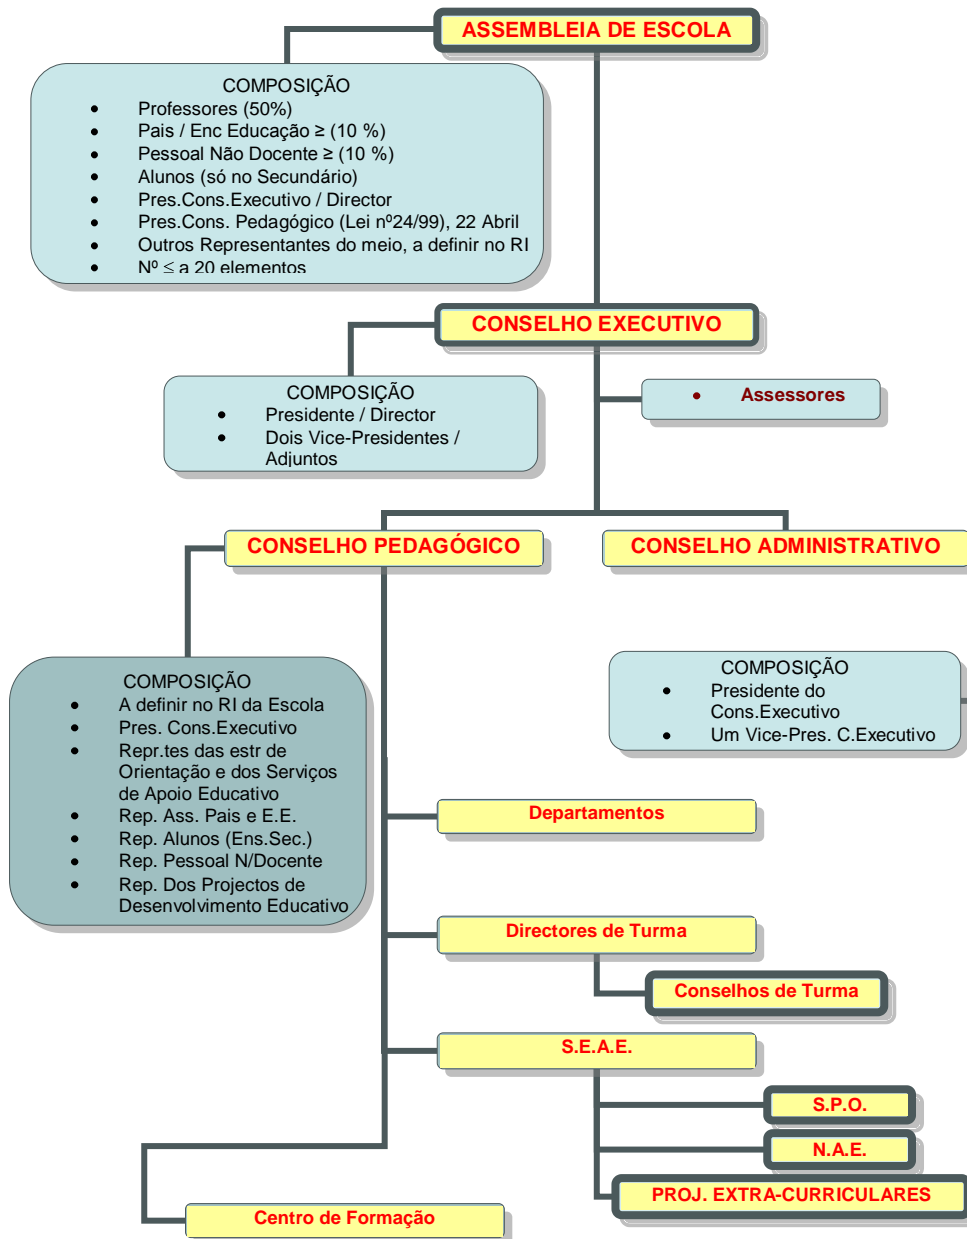 ASSEMBLEIA DE ESCOLA
COMPOSIÇÃO
• Professores (50%)
• Pais / Enc Educação ≥ (10 %)
• Pessoal Não Docente ≥ (10 %)
• Alunos (só no Secundário)
• Pres.Cons.Executivo / Director
• Pres.Cons. Pedagógico (Lei nº24/99), 22 Abril
• Outros Representantes do meio, a definir no RI
• Nº ≤ a 20 elementos
CONSELHO EXECUTIVO
COMPOSIÇÃO
• Presidente / Director
• Dois Vice-Presidentes /
Adjuntos
• Assessores
CONSELHO PEDAGÓGICO
CONSELHO ADMINISTRATIVO
COMPOSIÇÃO
• A definir no RI da Escola
• Pres. Cons.Executivo
• Repr.tes das estr de
Orientação e dos Serviços
de Apoio Educativo
• Rep. Ass. Pais e E.E.
• Rep. Alunos (Ens.Sec.)
• Rep. Pessoal N/Docente
• Rep. Dos Projectos de
Desenvolvimento Educativo
COMPOSIÇÃO
• Presidente do
Cons.Executivo
• Um Vice-Pres. C.Executivo
Departamentos
Directores de Turma
Conselhos de Turma
S.E.A.E.
S.P.O.
N.A.E.
PROJ. EXTRA-CURRICULARES
Centro de Formação